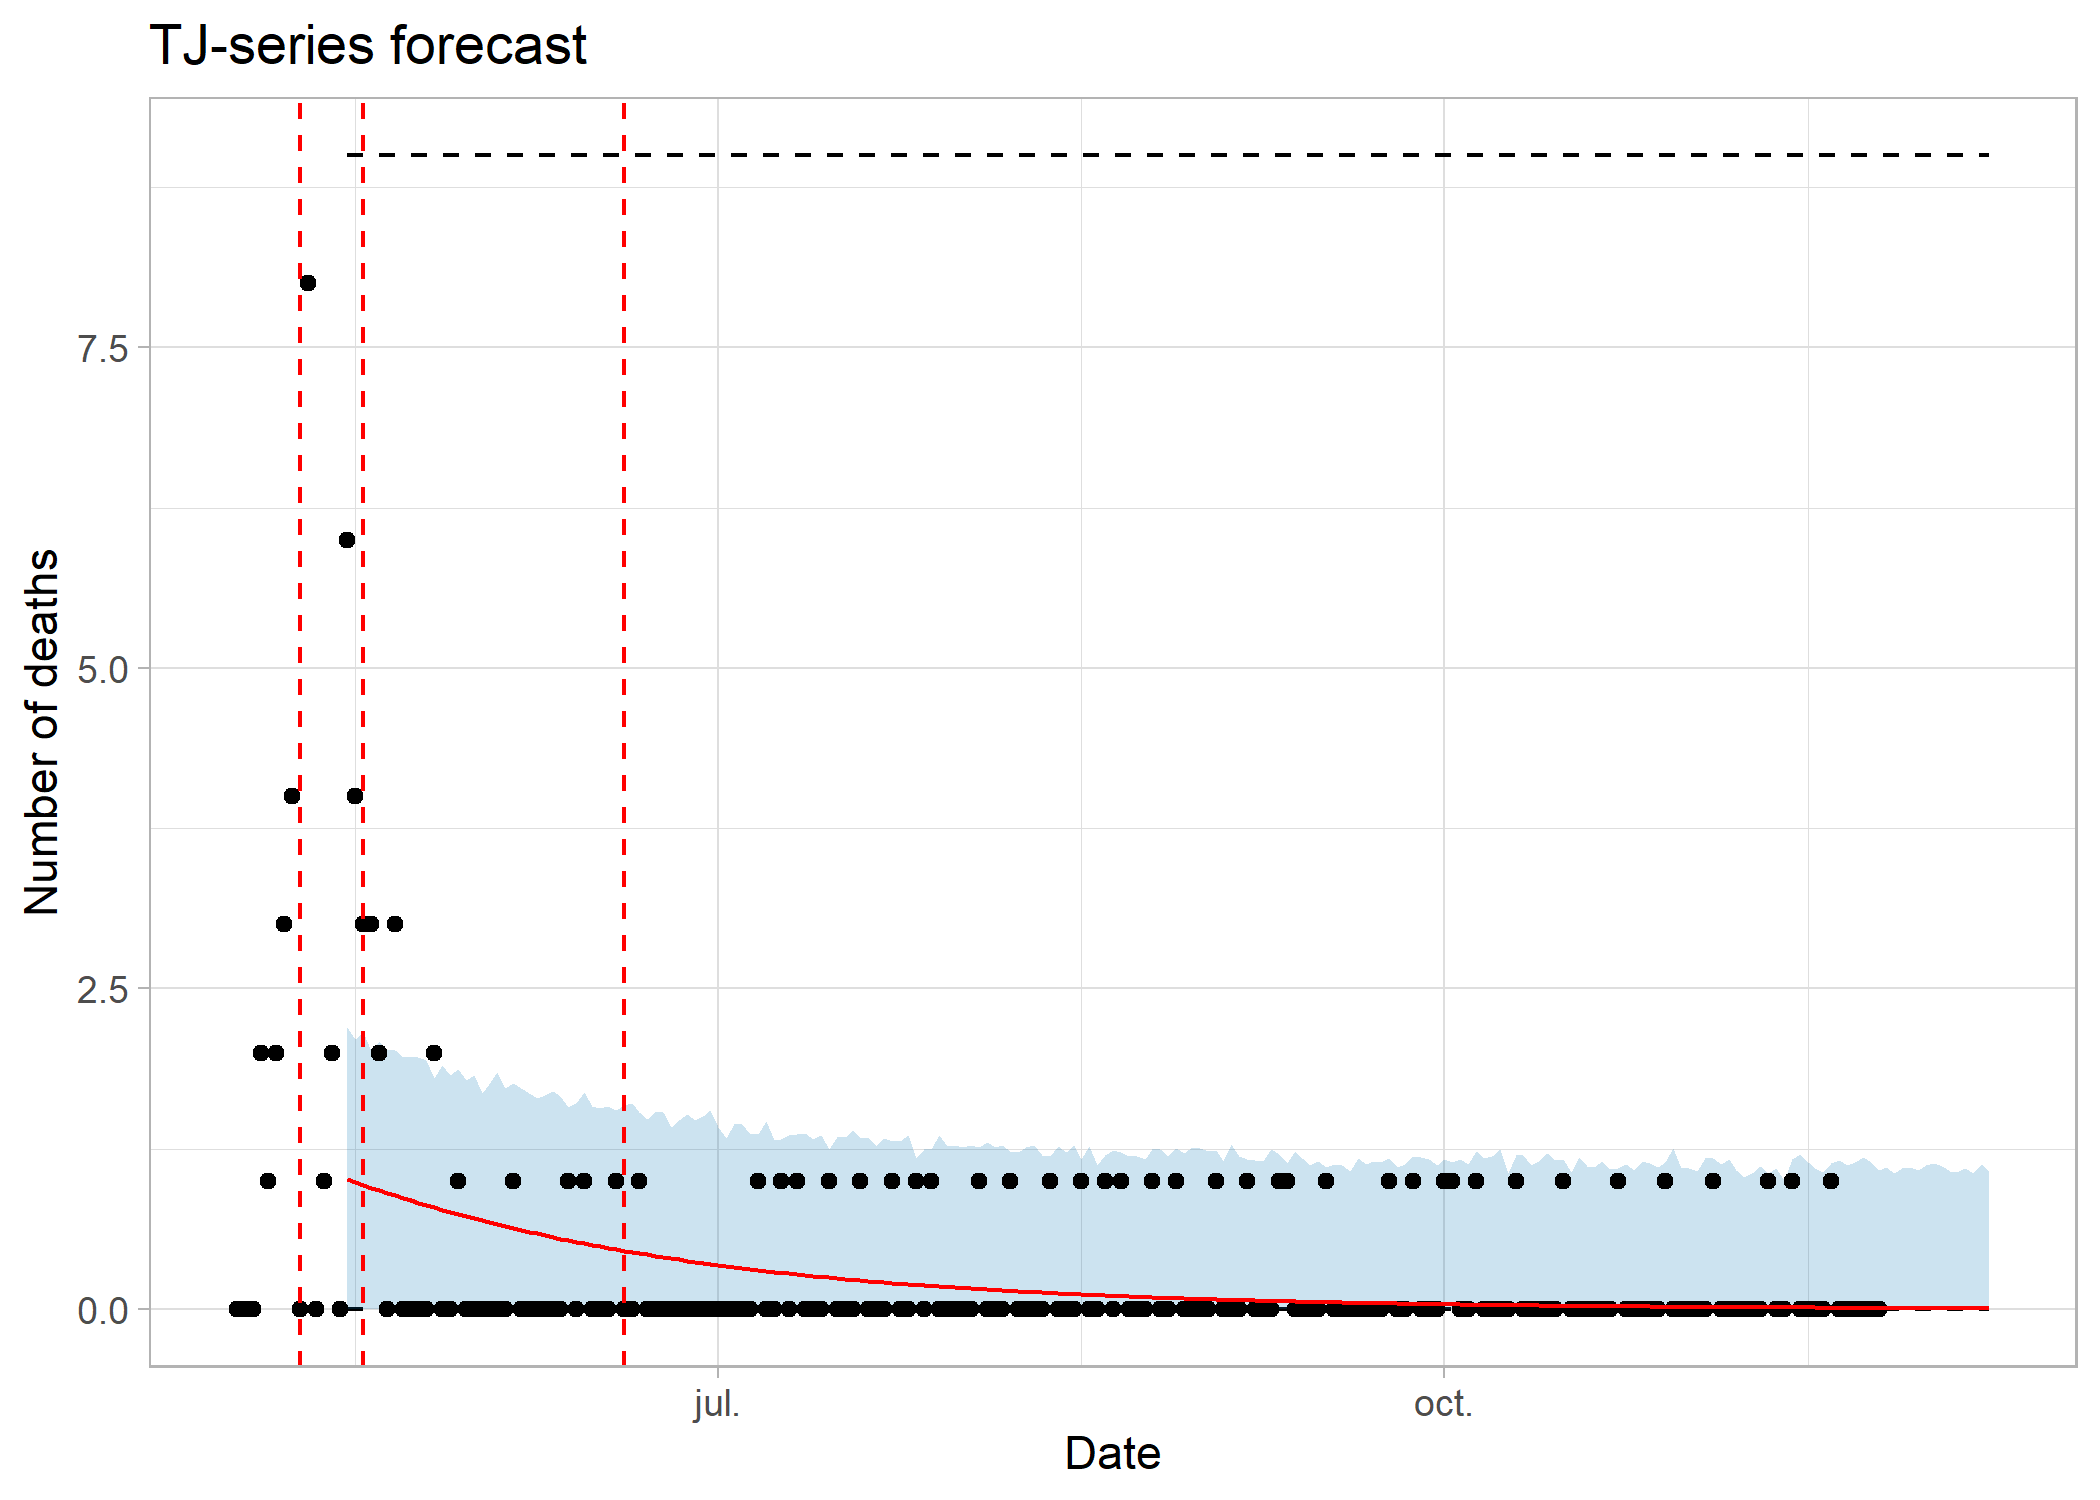 TJ-series forecast
Number of deaths
7.5
5.0
2.5
0.0
jul.
oct.
Date